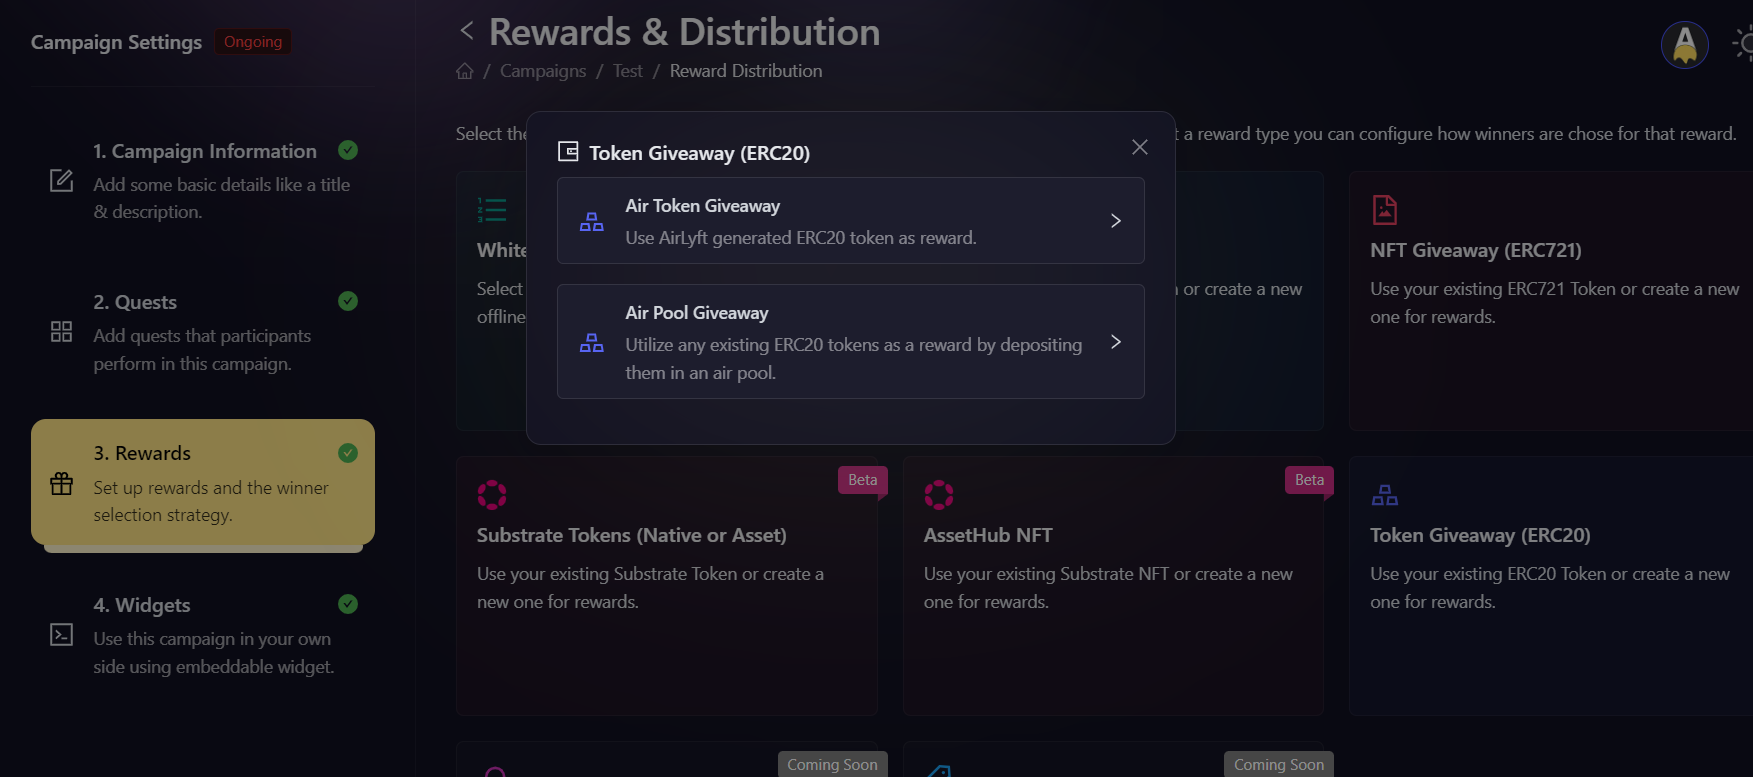 Campaign Settings
Ongoing
1. Campaign Information
Add some basic details like a title
& description.
2. Quests
Add quests that participants
perform in this campaign.
3. Rewards
Set up rewards and the winner
selection strategy.
4. Widgets
Use this campaign in your own
side using embeddable widget.
Rewards & Distribution
/ Campaigns / Test / Reward Distribution
Select the
a reward type you can configure how winners are chose for that reward.
Token Giveaway (ERC20)
Air Token Giveaway
Use AirLyft generated ERC20 token as reward.
Air Pool Giveaway
Utilize any existing ERC20 tokens as a reward by depositing
them in an air pool.
White
Select
offline
or create a new
NFT Giveaway (ERC721)
Use your existing ERC721 Token or create a new
one for rewards.
Beta
Substrate Tokens (Native or Asset)
Use your existing Substrate Token or create a
new one for rewards.
Beta
AssetHub NFT
Use your existing Substrate NFT or create a new
one for rewards.
Token Giveaway (ERC20)
Use your existing ERC20 Token or create a new
one for rewards.
Coming Soon
Coming Soon